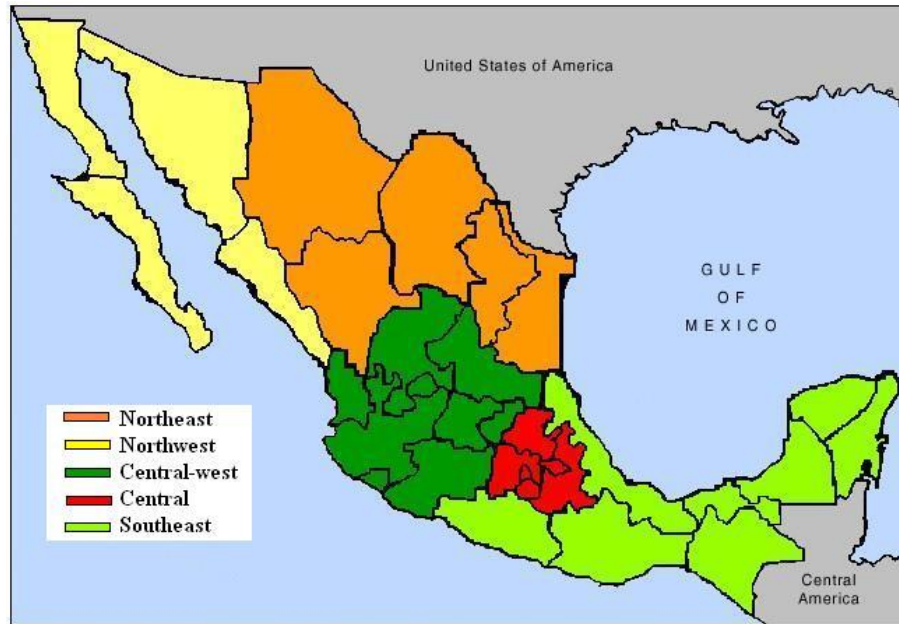 United States of America
GULF
OF
MEXICO
Northeast
Northwest
Central-west
Central
Southeast
Central
America